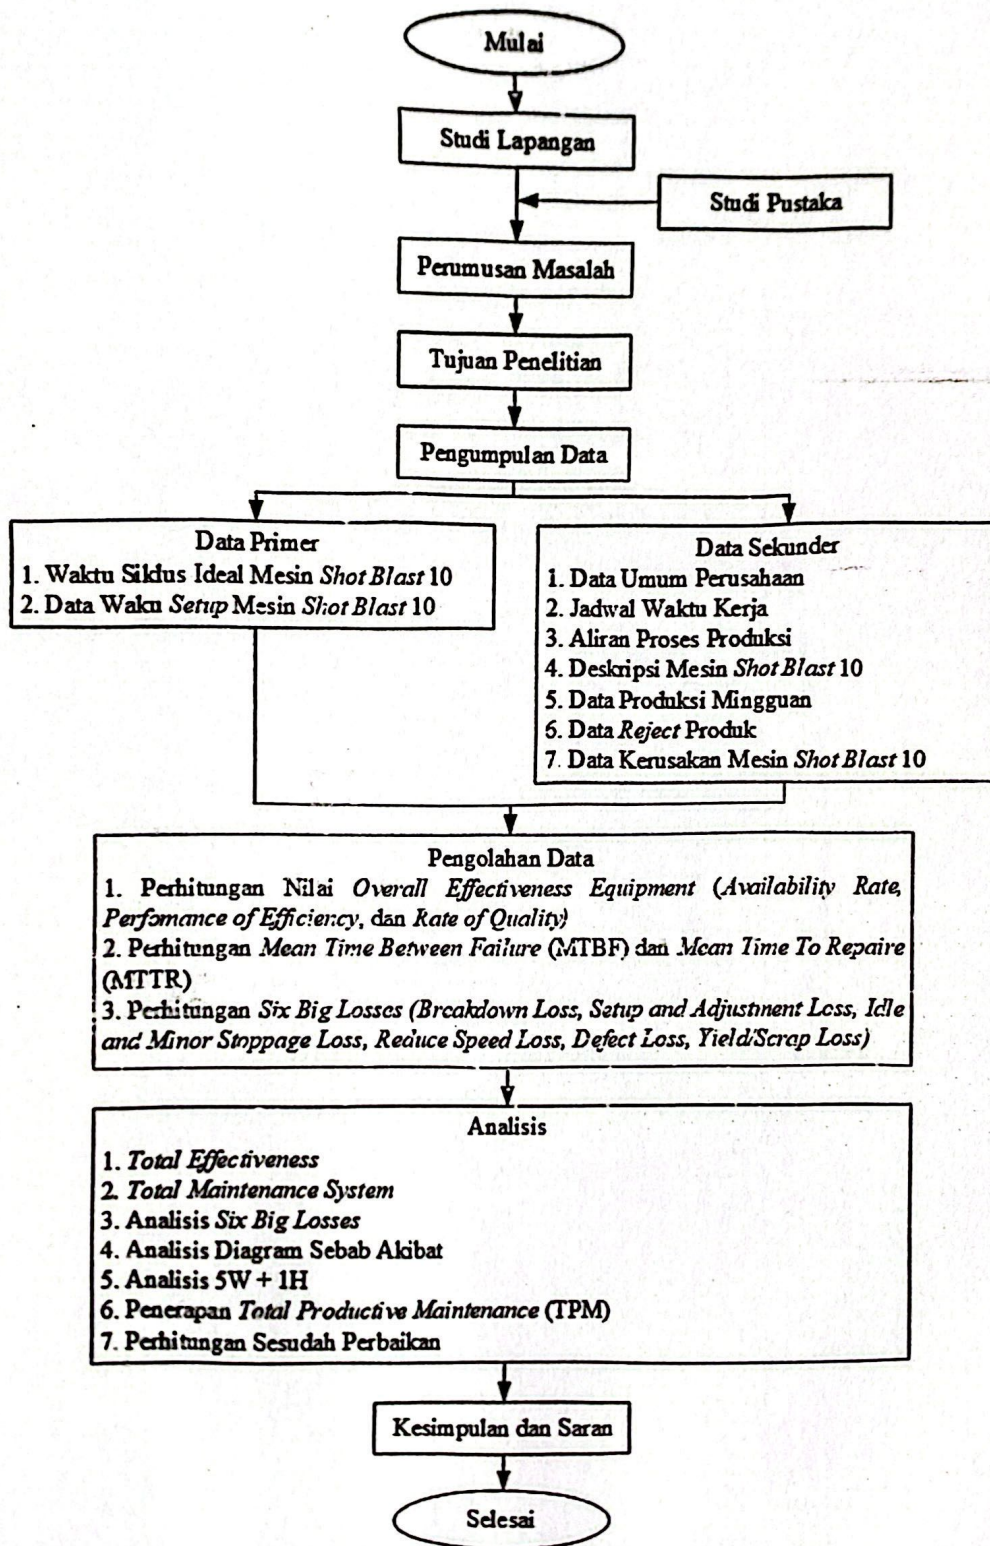 Mulai
Studi Lapangan
Studi Pustaka
Perumusan Masalah
Tujuan Penelitian
Pengumpulan Data
Data Primer
1. Waktu Siklus Ideal Mesin Shot Blast 10
2. Data Waku Setup Mesin Shot Blast 10
Data Sekunder
1. Data Umum Perusahaan
2. Jadwal Waktu Kerja
3. Aliran Proses Produksi
4. Deskripsi Mesin Shot Blast 10
5. Data Produksi Mingguan
6. Data Reject Produk
7. Data Kerusakan Mesin Shot Blast 10
Pengolahan Data
1. Perhitungan Nilai Overall Effectiveness Equipment (Availability Rate,
Perfomance of Efficiency, dan Rate of Quality)
2. Perhitungan Mean Time Between Failure (MTBF) dan Mean Time To Repaire
(MTTR)
3. Perhitungan Six Big Losses (Breakdown Loss, Setup and Adjustment Loss, Idle
and Minor Stoppage Loss, Reduce Speed Loss, Defect Loss, Yield/Scrap Loss)
Analisis
1. Total Effectiveness
2. Total Maintenance System
3. Analisis Six Big Losses
4. Analisis Diagram Sebab Akibat
5. Analisis 5W + 1H
6. Penerapan Total Productive Maintenance (TPM)
7. Perhitungan Sesudah Perbaikan
Kesimpulan dan Saran
Selesai